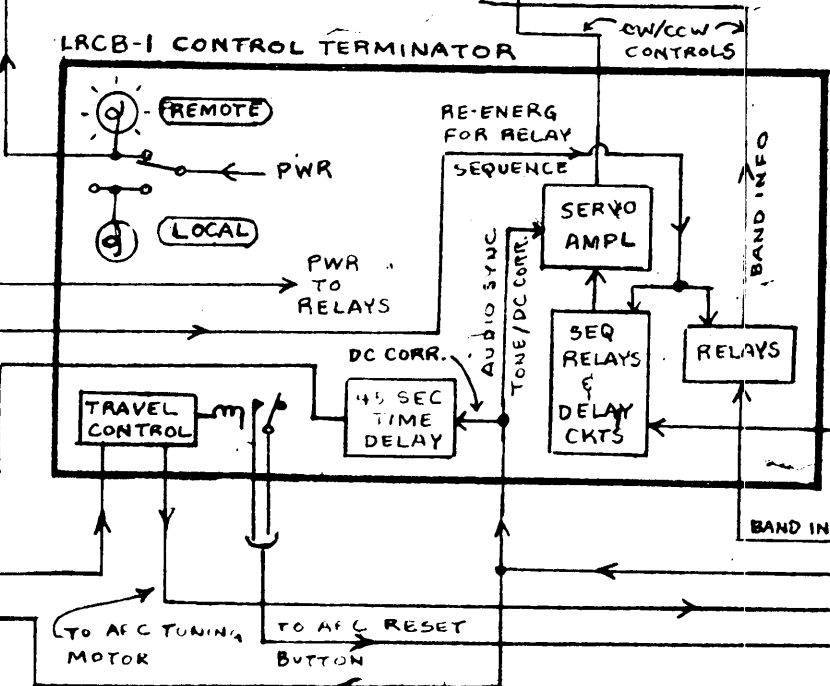 CW/CCW
CONTROLS
LRCB-1 CONTROL TERMINATOR
REMOTE
RE-ENERG
FOR RELAY
SEQUENCE
PWR
BAND INFO
SERVO
AMPL
LOCAL
AUDIO SYNC
TONE/DC CORR.
PWR
TO
RELAYS
SEQ
RELAYS
&
DELAY
CKTS
RELAYS
DC CORR.
45 SEC
TIME
DELAY
TRAVEL
CONTROL
BAND IN
TO AFC TUNING
MOTOR
TO AFC RESET
BUTTON